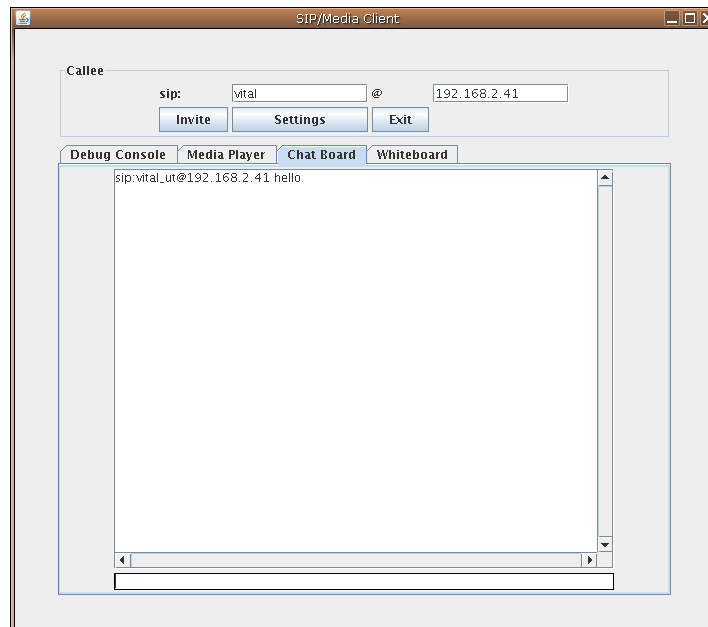 SIP/Media Client
Callee
sip: vital @ 192.168.2.41
Invite Settings Exit
Debug Console Media Player Chat Board Whiteboard
sip:vital_ut@192.168.2.41 hello